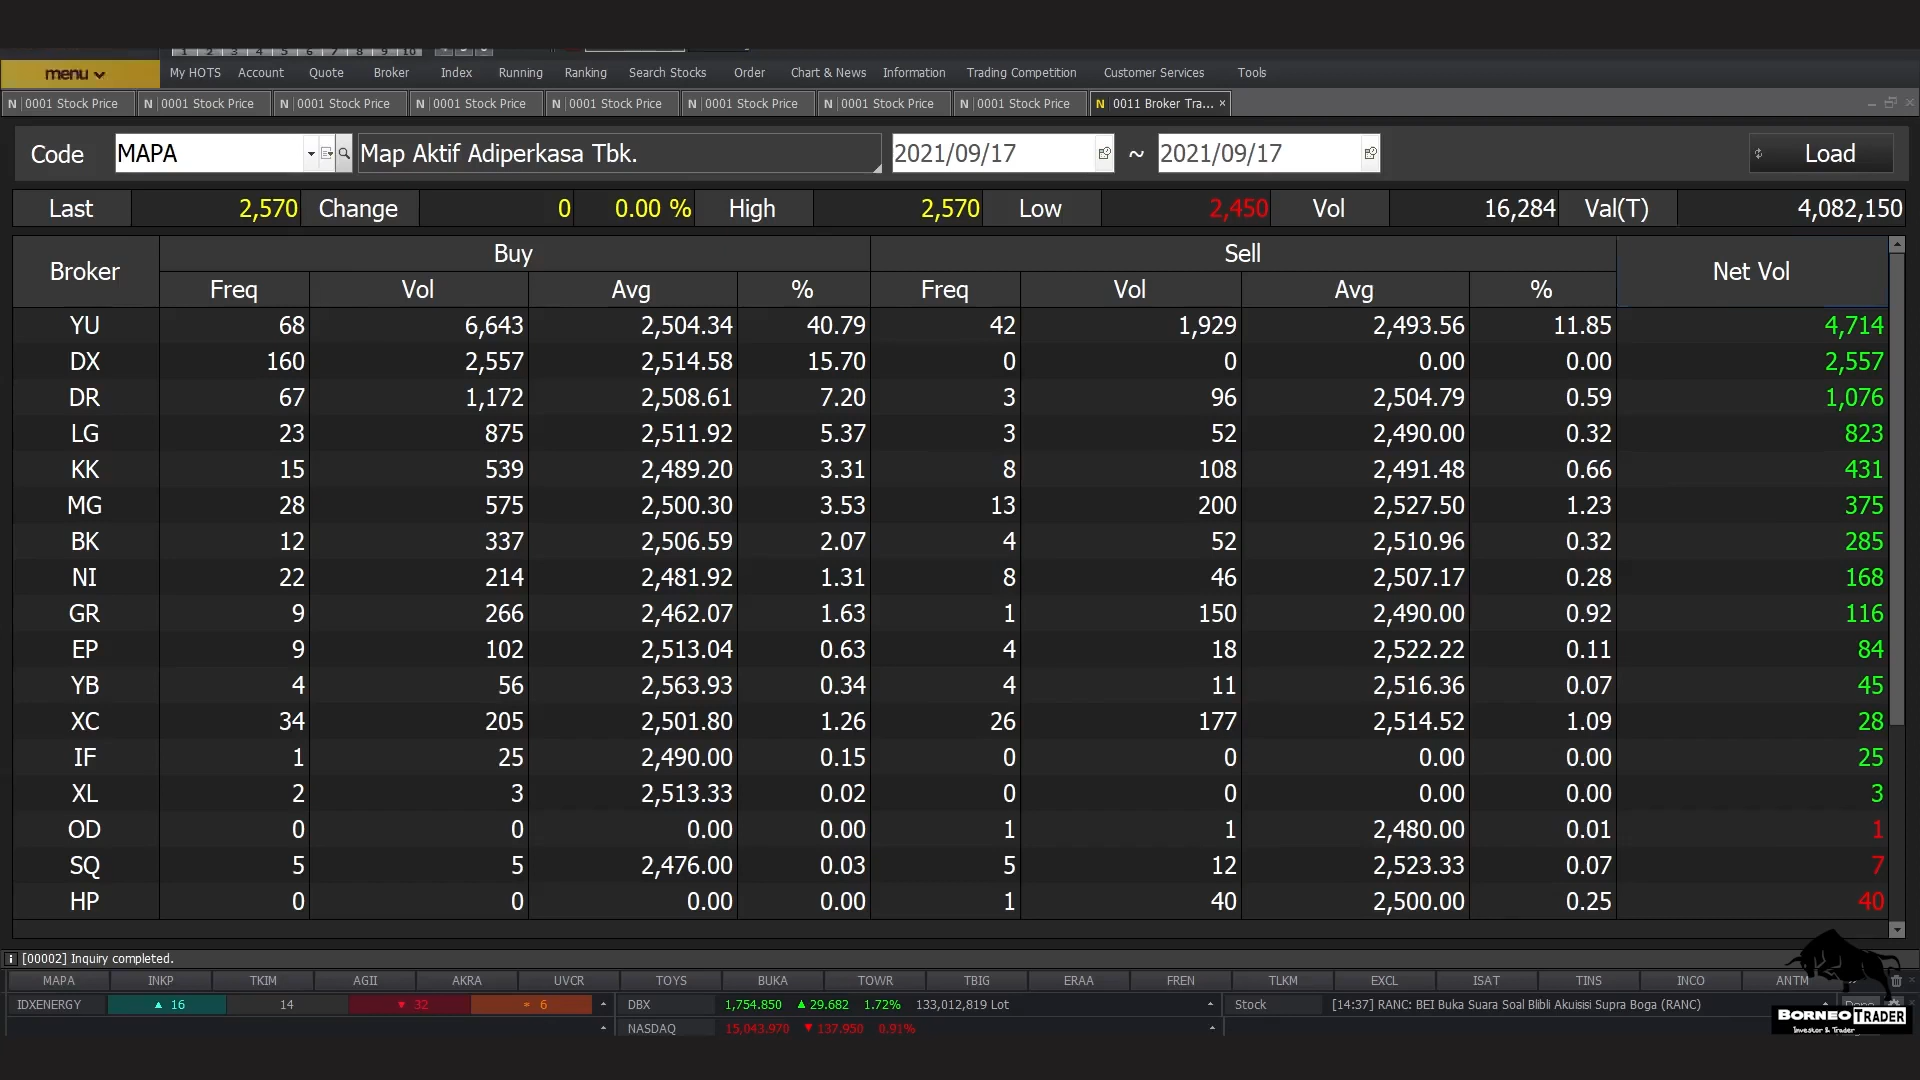 1 2 3 4 5 6 7 8 9 10
menu My HOTS Account Quote Broker Index Running Ranking Search Stocks Order Chart & News Information Trading Competition Customer Services Tools
N 0001 Stock Price N 0001 Stock Price N 0001 Stock Price N 0001 Stock Price N 0001 Stock Price N 0001 Stock Price N 0001 Stock Price N 0001 Stock Price N 0011 Broker Tra... ×
Code MAPA Map Aktif Adiperkasa Tbk. 2021/09/17 ~ 2021/09/17 Load
Last 2,570 Change 0 0.00 % High 2,570 Low 2,450 Vol 16,284 Val(T) 4,082,150
Broker Buy Sell Net Vol
Freq Vol Avg % Freq Vol Avg %
YU 68 6,643 2,504.34 40.79 42 1,929 2,493.56 11.85 4,714
DX 160 2,557 2,514.58 15.70 0 0 0.00 0.00 2,557
DR 67 1,172 2,508.61 7.20 3 96 2,504.79 0.59 1,076
LG 23 875 2,511.92 5.37 3 52 2,490.00 0.32 823
KK 15 539 2,489.20 3.31 8 108 2,491.48 0.66 431
MG 28 575 2,500.30 3.53 13 200 2,527.50 1.23 375
BK 12 337 2,506.59 2.07 4 52 2,510.96 0.32 285
NI 22 214 2,481.92 1.31 8 46 2,507.17 0.28 168
GR 9 266 2,462.07 1.63 1 150 2,490.00 0.92 116
EP 9 102 2,513.04 0.63 4 18 2,522.22 0.11 84
YB 4 56 2,563.93 0.34 4 11 2,516.36 0.07 45
XC 34 205 2,501.80 1.26 26 177 2,514.52 1.09 28
IF 1 25 2,490.00 0.15 0 0 0.00 0.00 25
XL 2 3 2,513.33 0.02 0 0 0.00 0.00 3
OD 0 0 0.00 0.00 1 1 2,480.00 0.01 1
SQ 5 5 2,476.00 0.03 5 12 2,523.33 0.07 7
HP 0 0 0.00 0.00 1 40 2,500.00 0.25 40
[00002] Inquiry completed.
MAPA INKP TKIM AGII AKRA UVCR TOYS BUKA TOWR TBIG ERAA FREN TLKM EXCL ISAT TINS INCO ANTM
IDXENERGY ▲ 16 14 ▼ 32 6 DBX 1,754.850 ▲ 29.682 1.72% 133,012,819 Lot Stock [14:37] RANC: BEI Buka Suara Soal Blibli Akuisisi Supra Boga (RANC)
NASDAQ 15,043.970 ▼ 137.950 0.91%
BORNEO TRADER
Investor & Trader